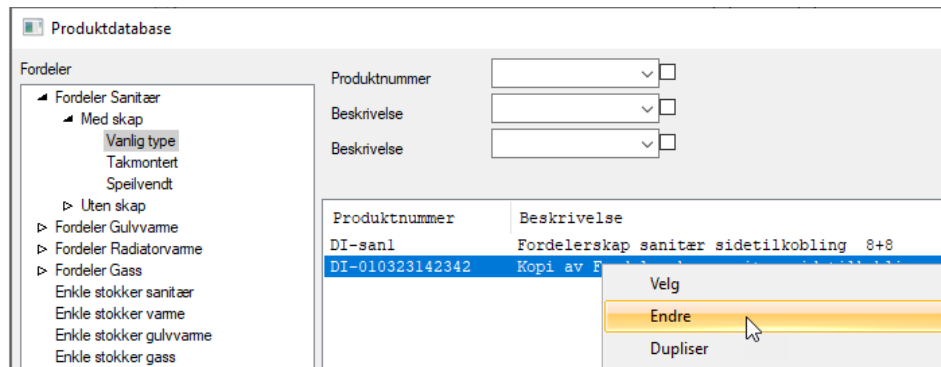 Produktdatabase
Fordeler
Fordeler Sanitær
Med skap
Vanlig type
Takmontert
Speilvendt
Uten skap
Fordeler Gulvvarme
Fordeler Radiatorvarme
Fordeler Gass
Enkle stokker sanitær
Enkle stokker varme
Enkle stokker gulvvarme
Enkle stokker gass
Produktnummer
Beskrivelse
Beskrivelse
Produktnummer Beskrivelse
DI-san1 Fordelerskap sanitær sidetilkobling 8+8
DI-010323142342 Kopi av
Velg
Endre
Dupliser